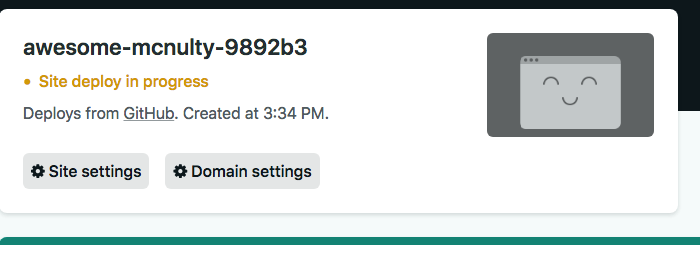 awesome-mcnulty-9892b3
Site deploy in progress
Deploys from GitHub. Created at 3:34 PM.
Site settings
Domain settings